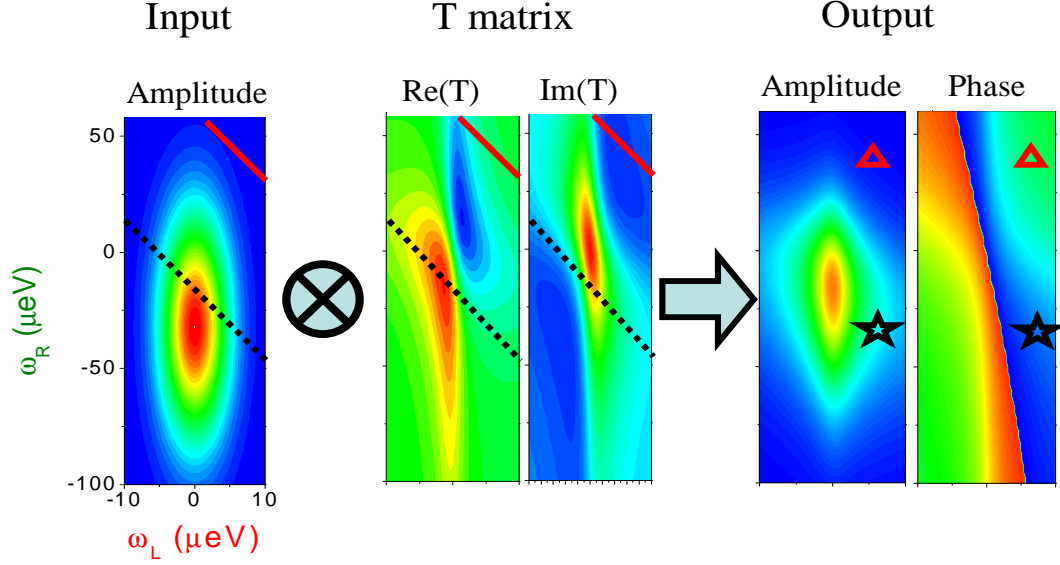 Input
T matrix
Output
Amplitude
Re(T)
Im(T)
Amplitude
Phase
50
0
-50
-100
-10
0
10
ω_R (μeV)
ω_L (μeV)